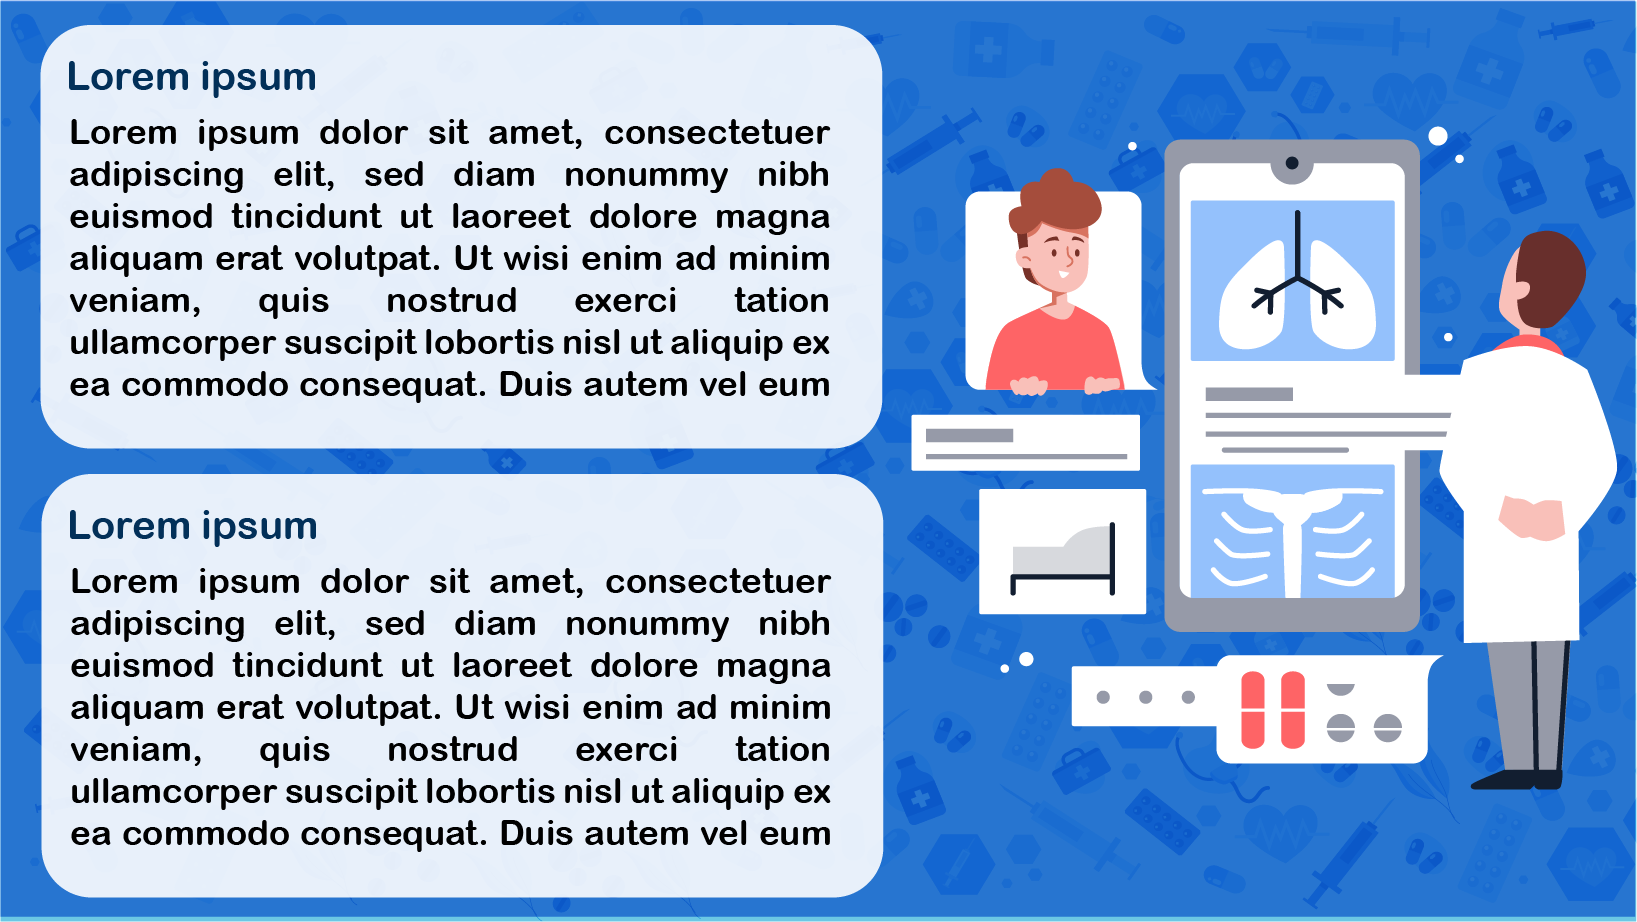 Lorem ipsum
Lorem ipsum dolor sit amet, consectetuer
adipiscing elit, sed diam nonummy nibh
euismod tincidunt ut laoreet dolore magna
aliquam erat volutpat. Ut wisi enim ad minim
veniam, quis nostrud exerci tation
ullamcorper suscipit lobortis nisl ut aliquip ex
ea commodo consequat. Duis autem vel eum
Lorem ipsum
Lorem ipsum dolor sit amet, consectetuer
adipiscing elit, sed diam nonummy nibh
euismod tincidunt ut laoreet dolore magna
aliquam erat volutpat. Ut wisi enim ad minim
veniam, quis nostrud exerci tation
ullamcorper suscipit lobortis nisl ut aliquip ex
ea commodo consequat. Duis autem vel eum